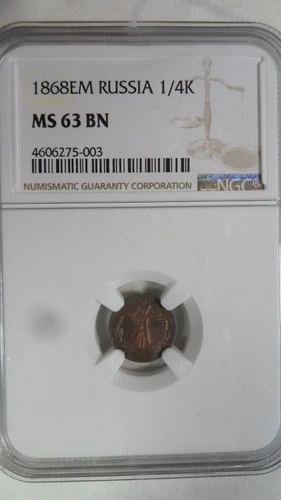 1868EM RUSSIA 1/4K
MS 63 BN
4606275-003
NUMISMATIC GUARANTY CORPORATION
NGC